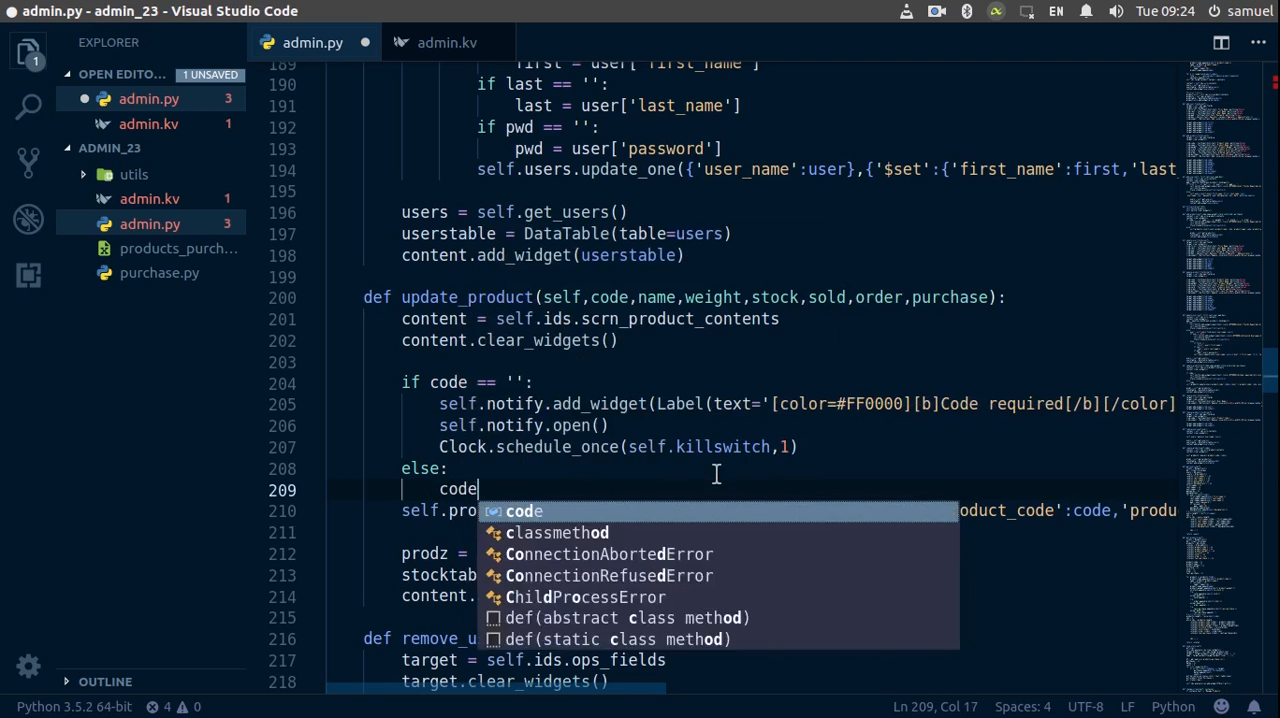 admin.py - admin_23 - Visual Studio Code
EN
Tue 09:24
samuel
EXPLORER
admin.py
admin.kv
OPEN EDITO...
1 UNSAVED
admin.py 3
admin.kv 1
ADMIN_23
utils
admin.kv 1
admin.py 3
products_purch...
purchase.py
OUTLINE
1
189 first = user['first_name']
190 if last == '':
191 last = user['last_name']
192 if pwd == '':
193 pwd = user['password']
194 self.users.update_one({'user_name':user},{'$set':{'first_name':first,'last
195
196 users = self.get_users()
197 userstable = DataTable(table=users)
198 content.add_widget(userstable)
199
200 def update_product(self,code,name,weight,stock,sold,order,purchase):
201 content = self.ids.scrn_product_contents
202 content.clear_widgets()
203
204 if code == '':
205 self.notify.add_widget(Label(text='[color=#FF0000][b]Code required[/b][/color]
206 self.notify.open()
207 Clock.schedule_once(self.killswitch,1)
208 else:
209 code
210 self.pro oduct_code':code,'produ
211
212 prodz =
213 stocktab
214 content.
215
216 def remove_u
217 target = self.ids.ops_fields
218 target.clear_widgets()
code
classmethod
ConnectionAbortedError
ConnectionRefusedError
ChildProcessError
def(abstract class method)
def(static class method)
Python 3.5.2 64-bit
4
0
Ln 209, Col 17
Spaces: 4
UTF-8
LF
Python